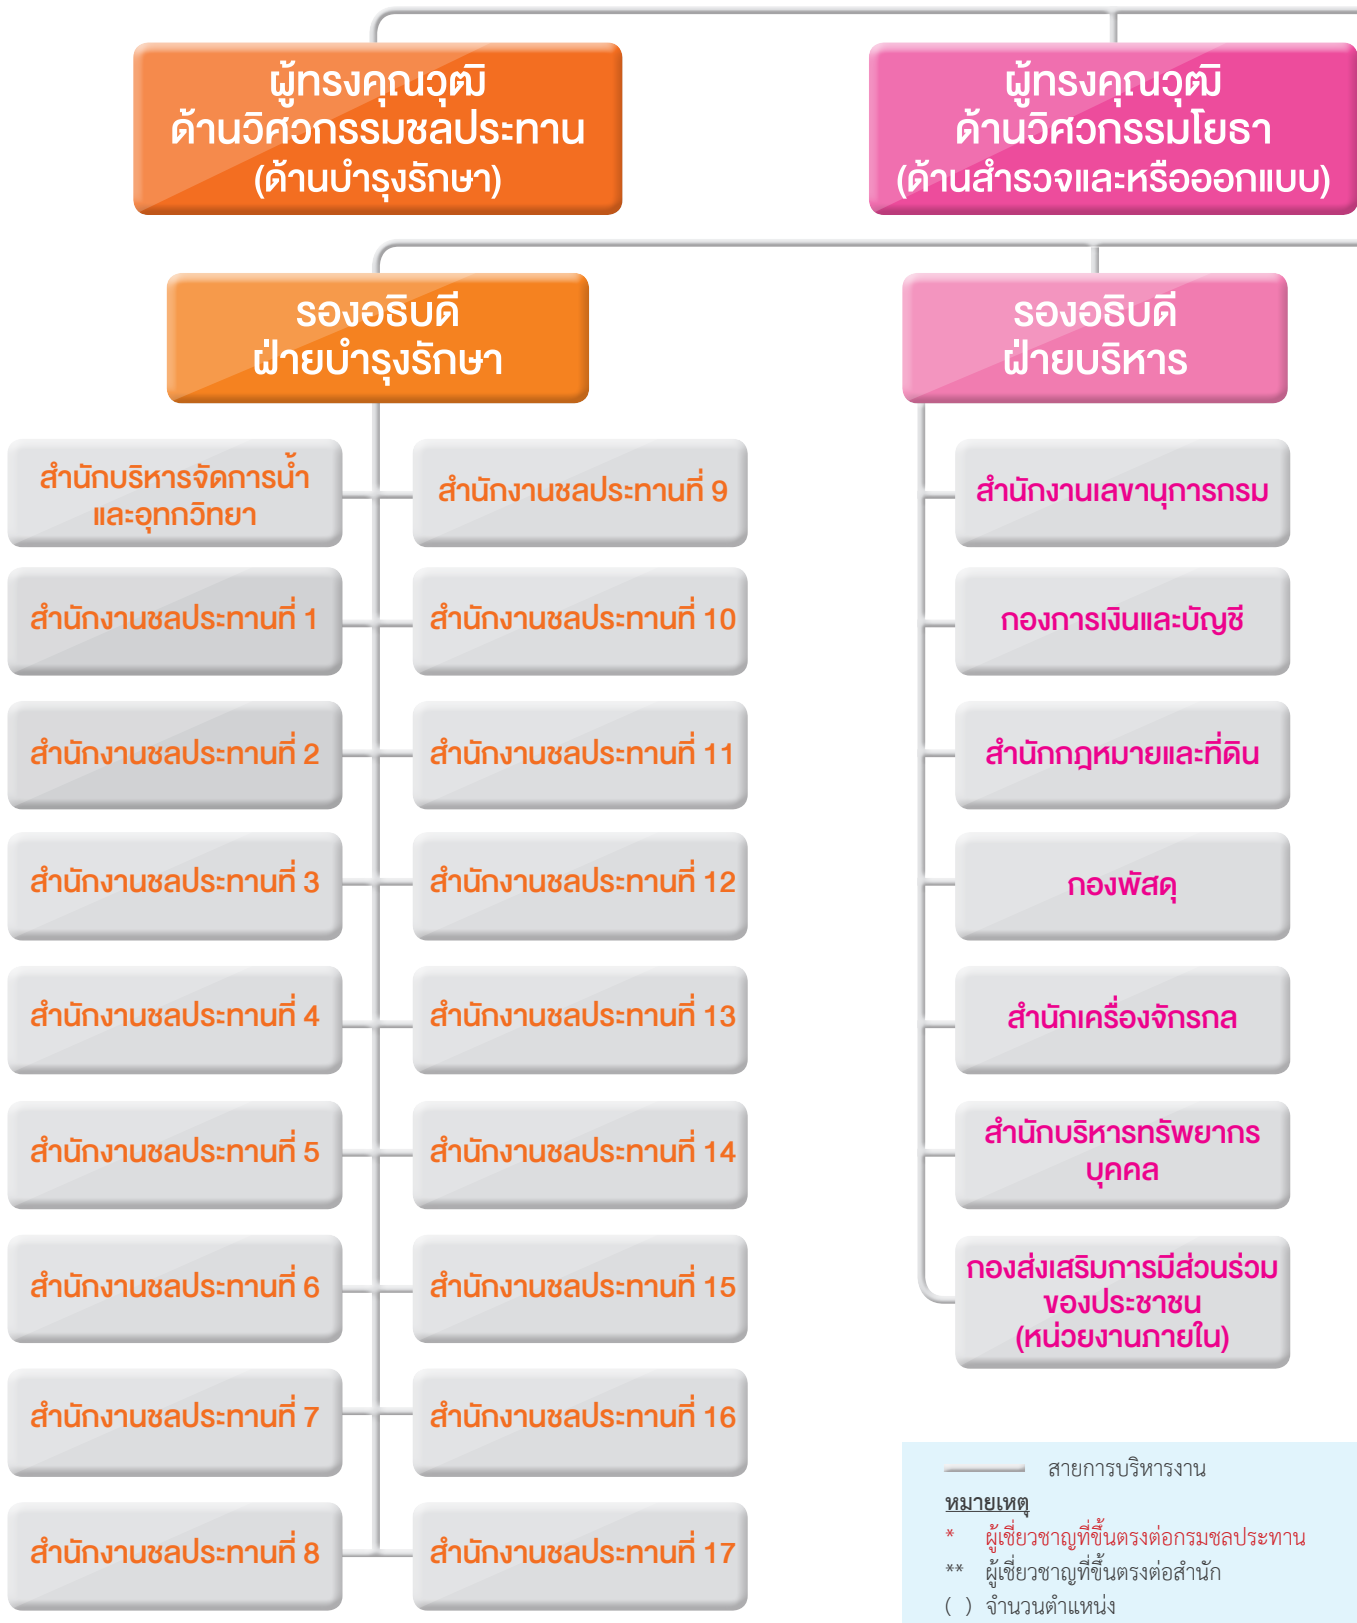 ผู้ทรงคุณวุฒิ
ด้านวิศวกรรมชลประทาน
(ด้านบำรุงรักษา)
ผู้ทรงคุณวุฒิ
ด้านวิศวกรรมโยธา
(ด้านสำรวจและหรือออกแบบ)
รองอธิบดี
ฝ่ายบำรุงรักษา
รองอธิบดี
ฝ่ายบริหาร
สำนักบริหารจัดการน้ำ
และอุทกวิทยา
สำนักงานชลประทานที่ 1
สำนักงานชลประทานที่ 2
สำนักงานชลประทานที่ 3
สำนักงานชลประทานที่ 4
สำนักงานชลประทานที่ 5
สำนักงานชลประทานที่ 6
สำนักงานชลประทานที่ 7
สำนักงานชลประทานที่ 8
สำนักงานชลประทานที่ 9
สำนักงานชลประทานที่ 10
สำนักงานชลประทานที่ 11
สำนักงานชลประทานที่ 12
สำนักงานชลประทานที่ 13
สำนักงานชลประทานที่ 14
สำนักงานชลประทานที่ 15
สำนักงานชลประทานที่ 16
สำนักงานชลประทานที่ 17
สำนักงานเลขานุการกรม
กองการเงินและบัญชี
สำนักกฎหมายและที่ดิน
กองพัสดุ
สำนักเครื่องจักรกล
สำนักบริหารทรัพยากร
บุคคล
กองส่งเสริมการมีส่วนร่วม
ของประชาชน
(หน่วยงานภายใน)
สายการบริหารงาน
หมายเหตุ
* ผู้เชี่ยวชาญที่ขึ้นตรงต่อกรมชลประทาน
** ผู้เชี่ยวชาญที่ขึ้นตรงต่อสำนัก
( ) จำนวนตำแหน่ง